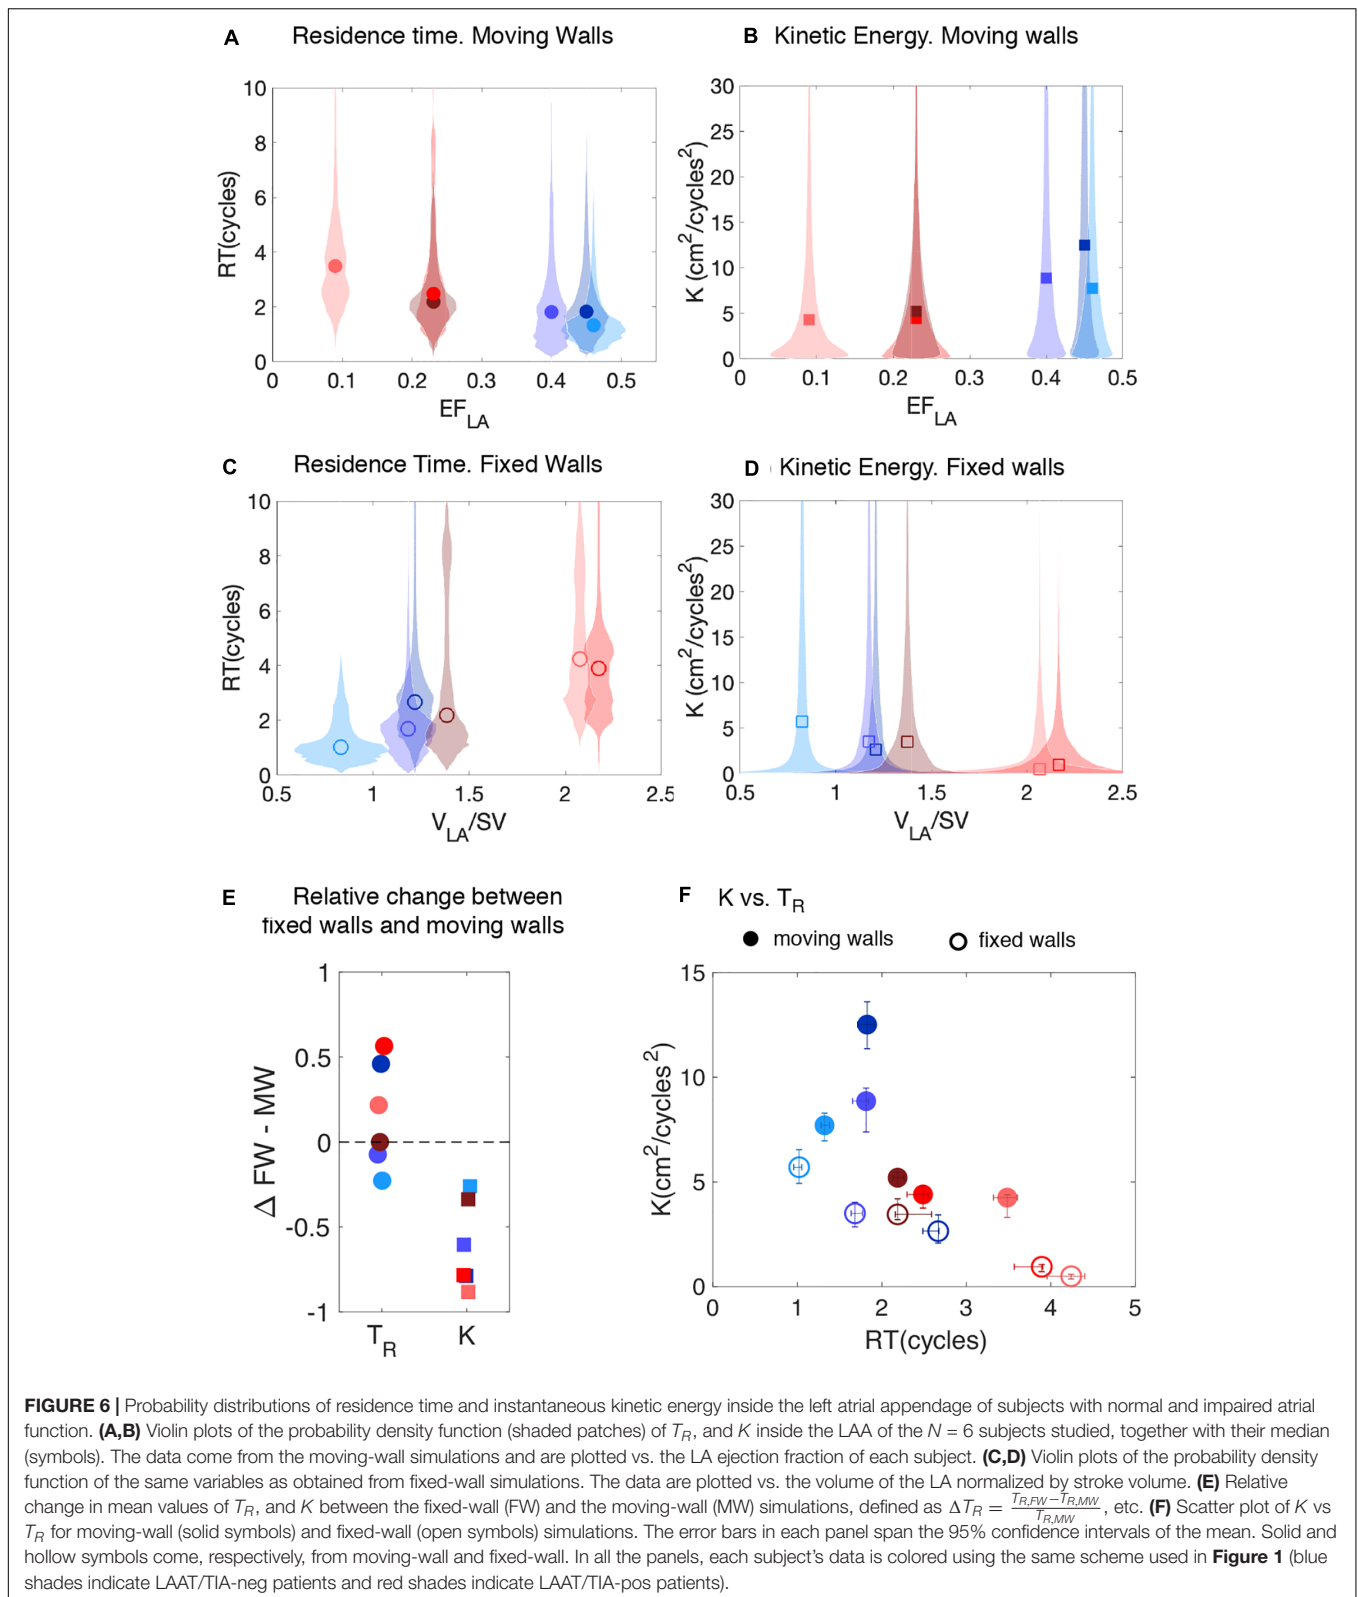 A Residence time. Moving Walls
10
8
6
4
2
0
RT(cycles)
0 0.1 0.2 0.3 0.4 0.5
EF_LA
B Kinetic Energy. Moving walls
30
25
20
15
10
5
0
K (cm²/cycles²)
0 0.1 0.2 0.3 0.4 0.5
EF_LA
C Residence Time. Fixed Walls
10
8
6
4
2
0
RT(cycles)
0.5 1 1.5 2 2.5
V_LA/SV
D Kinetic Energy. Fixed walls
30
25
20
15
10
5
0
K (cm²/cycles²)
0.5 1 1.5 2 2.5
V_LA/SV
E Relative change between
fixed walls and moving walls
1
0.5
0
-0.5
-1
Δ FW - MW
T_R K
F K vs. T_R
moving walls fixed walls
15
10
5
0
K(cm²/cycles²)
0 1 2 3 4 5
RT(cycles)
FIGURE 6 | Probability distributions of residence time and instantaneous kinetic energy inside the left atrial appendage of subjects with normal and impaired atrial
function. (A,B) Violin plots of the probability density function (shaded patches) of T_R, and K inside the LAA of the N = 6 subjects studied, together with their median
(symbols). The data come from the moving-wall simulations and are plotted vs. the LA ejection fraction of each subject. (C,D) Violin plots of the probability density
function of the same variables as obtained from fixed-wall simulations. The data are plotted vs. the volume of the LA normalized by stroke volume. (E) Relative
change in mean values of T_R, and K between the fixed-wall (FW) and the moving-wall (MW) simulations, defined as ΔT_R = (T_R,FW − T_R,MW)/T_R,MW, etc. (F) Scatter plot of K vs
T_R for moving-wall (solid symbols) and fixed-wall (open symbols) simulations. The error bars in each panel span the 95% confidence intervals of the mean. Solid and
hollow symbols come, respectively, from moving-wall and fixed-wall. In all the panels, each subject's data is colored using the same scheme used in Figure 1 (blue
shades indicate LAAT/TIA-neg patients and red shades indicate LAAT/TIA-pos patients).